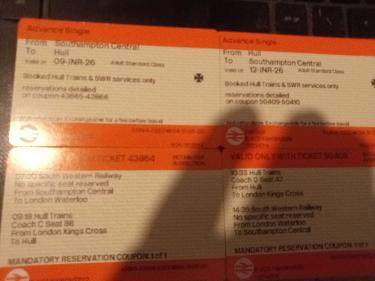 Advance Single
From Southampton Central
To Hull
09-JNR-26 Adult Standard Class
Booked Hull Trains & SWR services only
reservations detailed
on coupon 43865-43866
TICKET 43864
07:30 South Western Railway
No specific seat reserved
From Southampton Central
To London Waterloo
09:18 Hull Trains
Coach C Seat 86
From London Kings Cross
To Hull
MANDATORY RESERVATION COUPON. 1 of 1
Advance Single
From Hull
To Southampton Central
12-JNR-26 Adult Standard Class
Booked Hull Trains & SWR services only
reservations detailed
on coupon 50409-50410
VALID ONLY WITH TICKET 50408
10:33 Hull Trains
Coach D Seat 47
From Hull
To London Kings Cross
14:35 South Western Railway
No specific seat reserved
From London Waterloo
To Southampton Central
MANDATORY RESERVATION COUPON. 1 of 1